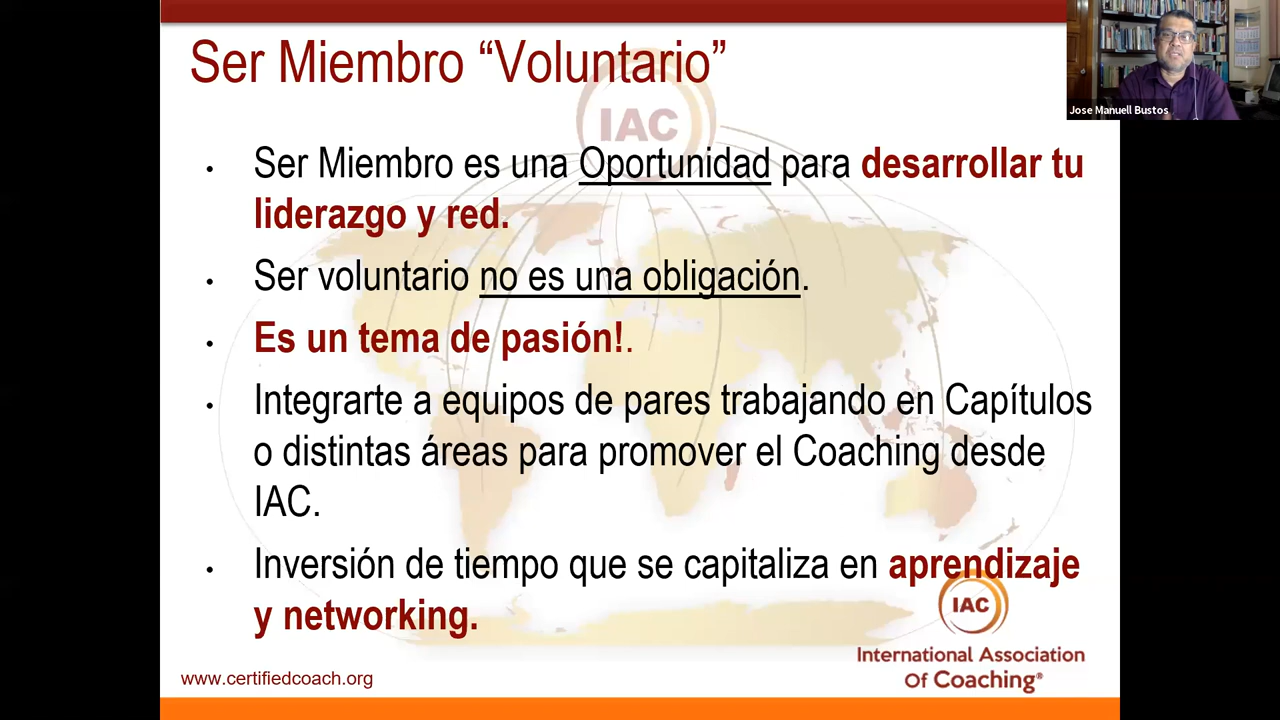 Ser Miembro “Voluntario”
IAC
Jose Manuell Bustos
• Ser Miembro es una Oportunidad para desarrollar tu
liderazgo y red.
• Ser voluntario no es una obligación.
• Es un tema de pasión!.
• Integrarte a equipos de pares trabajando en Capítulos
o distintas áreas para promover el Coaching desde
IAC.
• Inversión de tiempo que se capitaliza en aprendizaje
y networking.
IAC
International Association
Of Coaching®
www.certifiedcoach.org